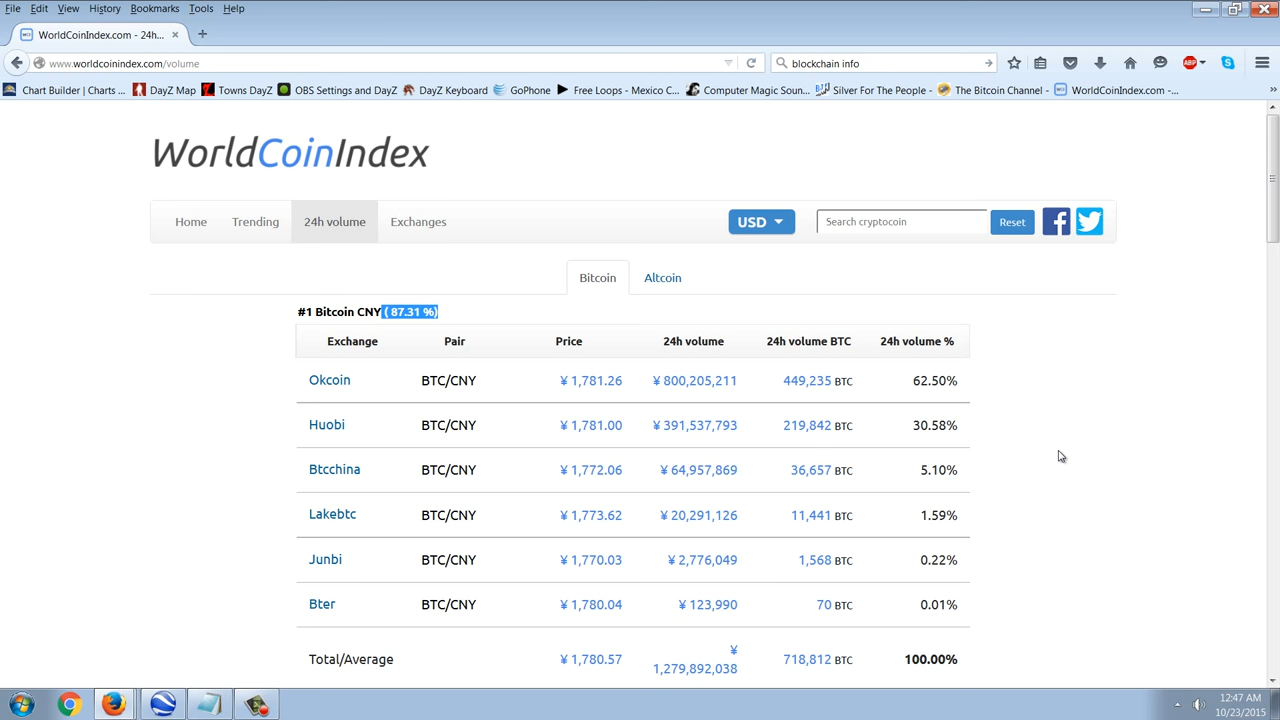 File Edit View History Bookmarks Tools Help
WorldCoinIndex.com - 24h... × +
www.worldcoinindex.com/volume
blockchain info
ABP
Chart Builder | Charts ... DayZ Map Towns DayZ OBS Settings and DayZ DayZ Keyboard GoPhone Free Loops - Mexico C... Computer Magic Soun... Silver For The People - The Bitcoin Channel - ... WorldCoinIndex.com -... »
WorldCoinIndex
Home Trending 24h volume Exchanges USD Search cryptocoin Reset
Bitcoin Altcoin
#1 Bitcoin CNY ( 87.31 %)
Exchange Pair Price 24h volume 24h volume BTC 24h volume %
Okcoin BTC/CNY ¥ 1,781.26 ¥ 800,205,211 449,235 BTC 62.50%
Huobi BTC/CNY ¥ 1,781.00 ¥ 391,537,793 219,842 BTC 30.58%
Btcchina BTC/CNY ¥ 1,772.06 ¥ 64,957,869 36,657 BTC 5.10%
Lakebtc BTC/CNY ¥ 1,773.62 ¥ 20,291,126 11,441 BTC 1.59%
Junbi BTC/CNY ¥ 1,770.03 ¥ 2,776,049 1,568 BTC 0.22%
Bter BTC/CNY ¥ 1,780.04 ¥ 123,990 70 BTC 0.01%
Total/Average ¥ 1,780.57 ¥ 1,279,892,038 718,812 BTC 100.00%
12:47 AM
10/23/2015